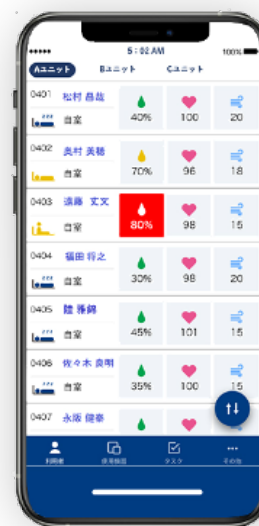 5:02 AM
100%
Aユニット Bユニット Cユニット
0401 松村 昌哉
自室
40% 100 20
0402 奥村 美穂
自室
70% 96 18
0403 遠藤 丈文
自室
80% 98 15
0404 福田 将之
自室
30% 98 20
0405 陸 雅錦
自室
45% 101 15
0406 佐々木 良明
自室
35% 100 15
0407 永阪 健泰
利用者 タスク その他